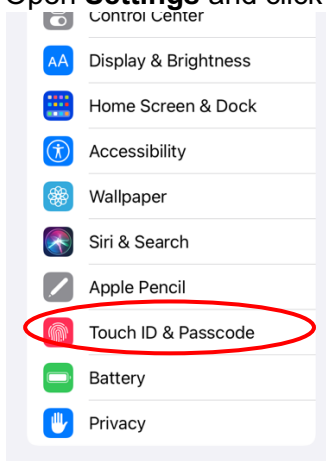 Open Settings and click
Control Center
AA Display & Brightness
Home Screen & Dock
Accessibility
Wallpaper
Siri & Search
Apple Pencil
Touch ID & Passcode
Battery
Privacy